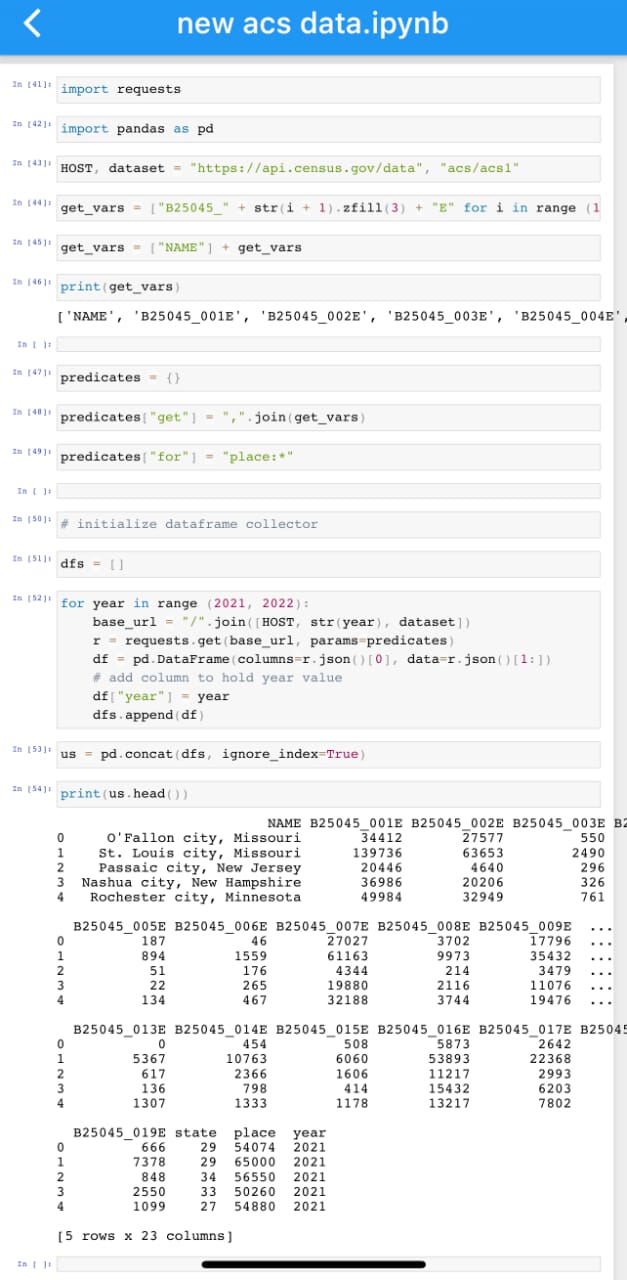 new acs data.ipynb
In [41]: import requests
In [42]: import pandas as pd
In [43]: HOST, dataset = "https://api.census.gov/data", "acs/acs1"
In [44]: get_vars = ["B25045_" + str(i + 1).zfill(3) + "E" for i in range (1
In [45]: get_vars = ["NAME"] + get_vars
In [46]: print(get_vars)
['NAME', 'B25045_001E', 'B25045_002E', 'B25045_003E', 'B25045_004E',
In [ ]:
In [47]: predicates = {}
In [48]: predicates["get"] = ",".join(get_vars)
In [49]: predicates["for"] = "place:*"
In [ ]:
In [50]: # initialize dataframe collector
In [51]: dfs = []
In [52]: for year in range (2021, 2022):
    base_url = "/".join([HOST, str(year), dataset])
    r = requests.get(base_url, params=predicates)
    df = pd.DataFrame(columns=r.json()[0], data=r.json()[1:])
    # add column to hold year value
    df["year"] = year
    dfs.append(df)
In [53]: us = pd.concat(dfs, ignore_index=True)
In [54]: print(us.head())
NAME B25045_001E B25045_002E B25045_003E B2
0 O'Fallon city, Missouri 34412 27577 550
1 St. Louis city, Missouri 139736 63653 2490
2 Passaic city, New Jersey 20446 4640 296
3 Nashua city, New Hampshire 36986 20206 326
4 Rochester city, Minnesota 49984 32949 761
B25045_005E B25045_006E B25045_007E B25045_008E B25045_009E ...
0 187 46 27027 3702 17796 ...
1 894 1559 61163 9973 35432 ...
2 51 176 4344 214 3479 ...
3 22 265 19880 2116 11076 ...
4 134 467 32188 3744 19476 ...
B25045_013E B25045_014E B25045_015E B25045_016E B25045_017E B25045
0 0 454 508 5873 2642
1 5367 10763 6060 53893 22368
2 617 2366 1606 11217 2993
3 136 798 414 15432 6203
4 1307 1333 1178 13217 7802
B25045_019E state place year
0 666 29 54074 2021
1 7378 29 65000 2021
2 848 34 56550 2021
3 2550 33 50260 2021
4 1099 27 54880 2021
[5 rows x 23 columns]
In [ ]: